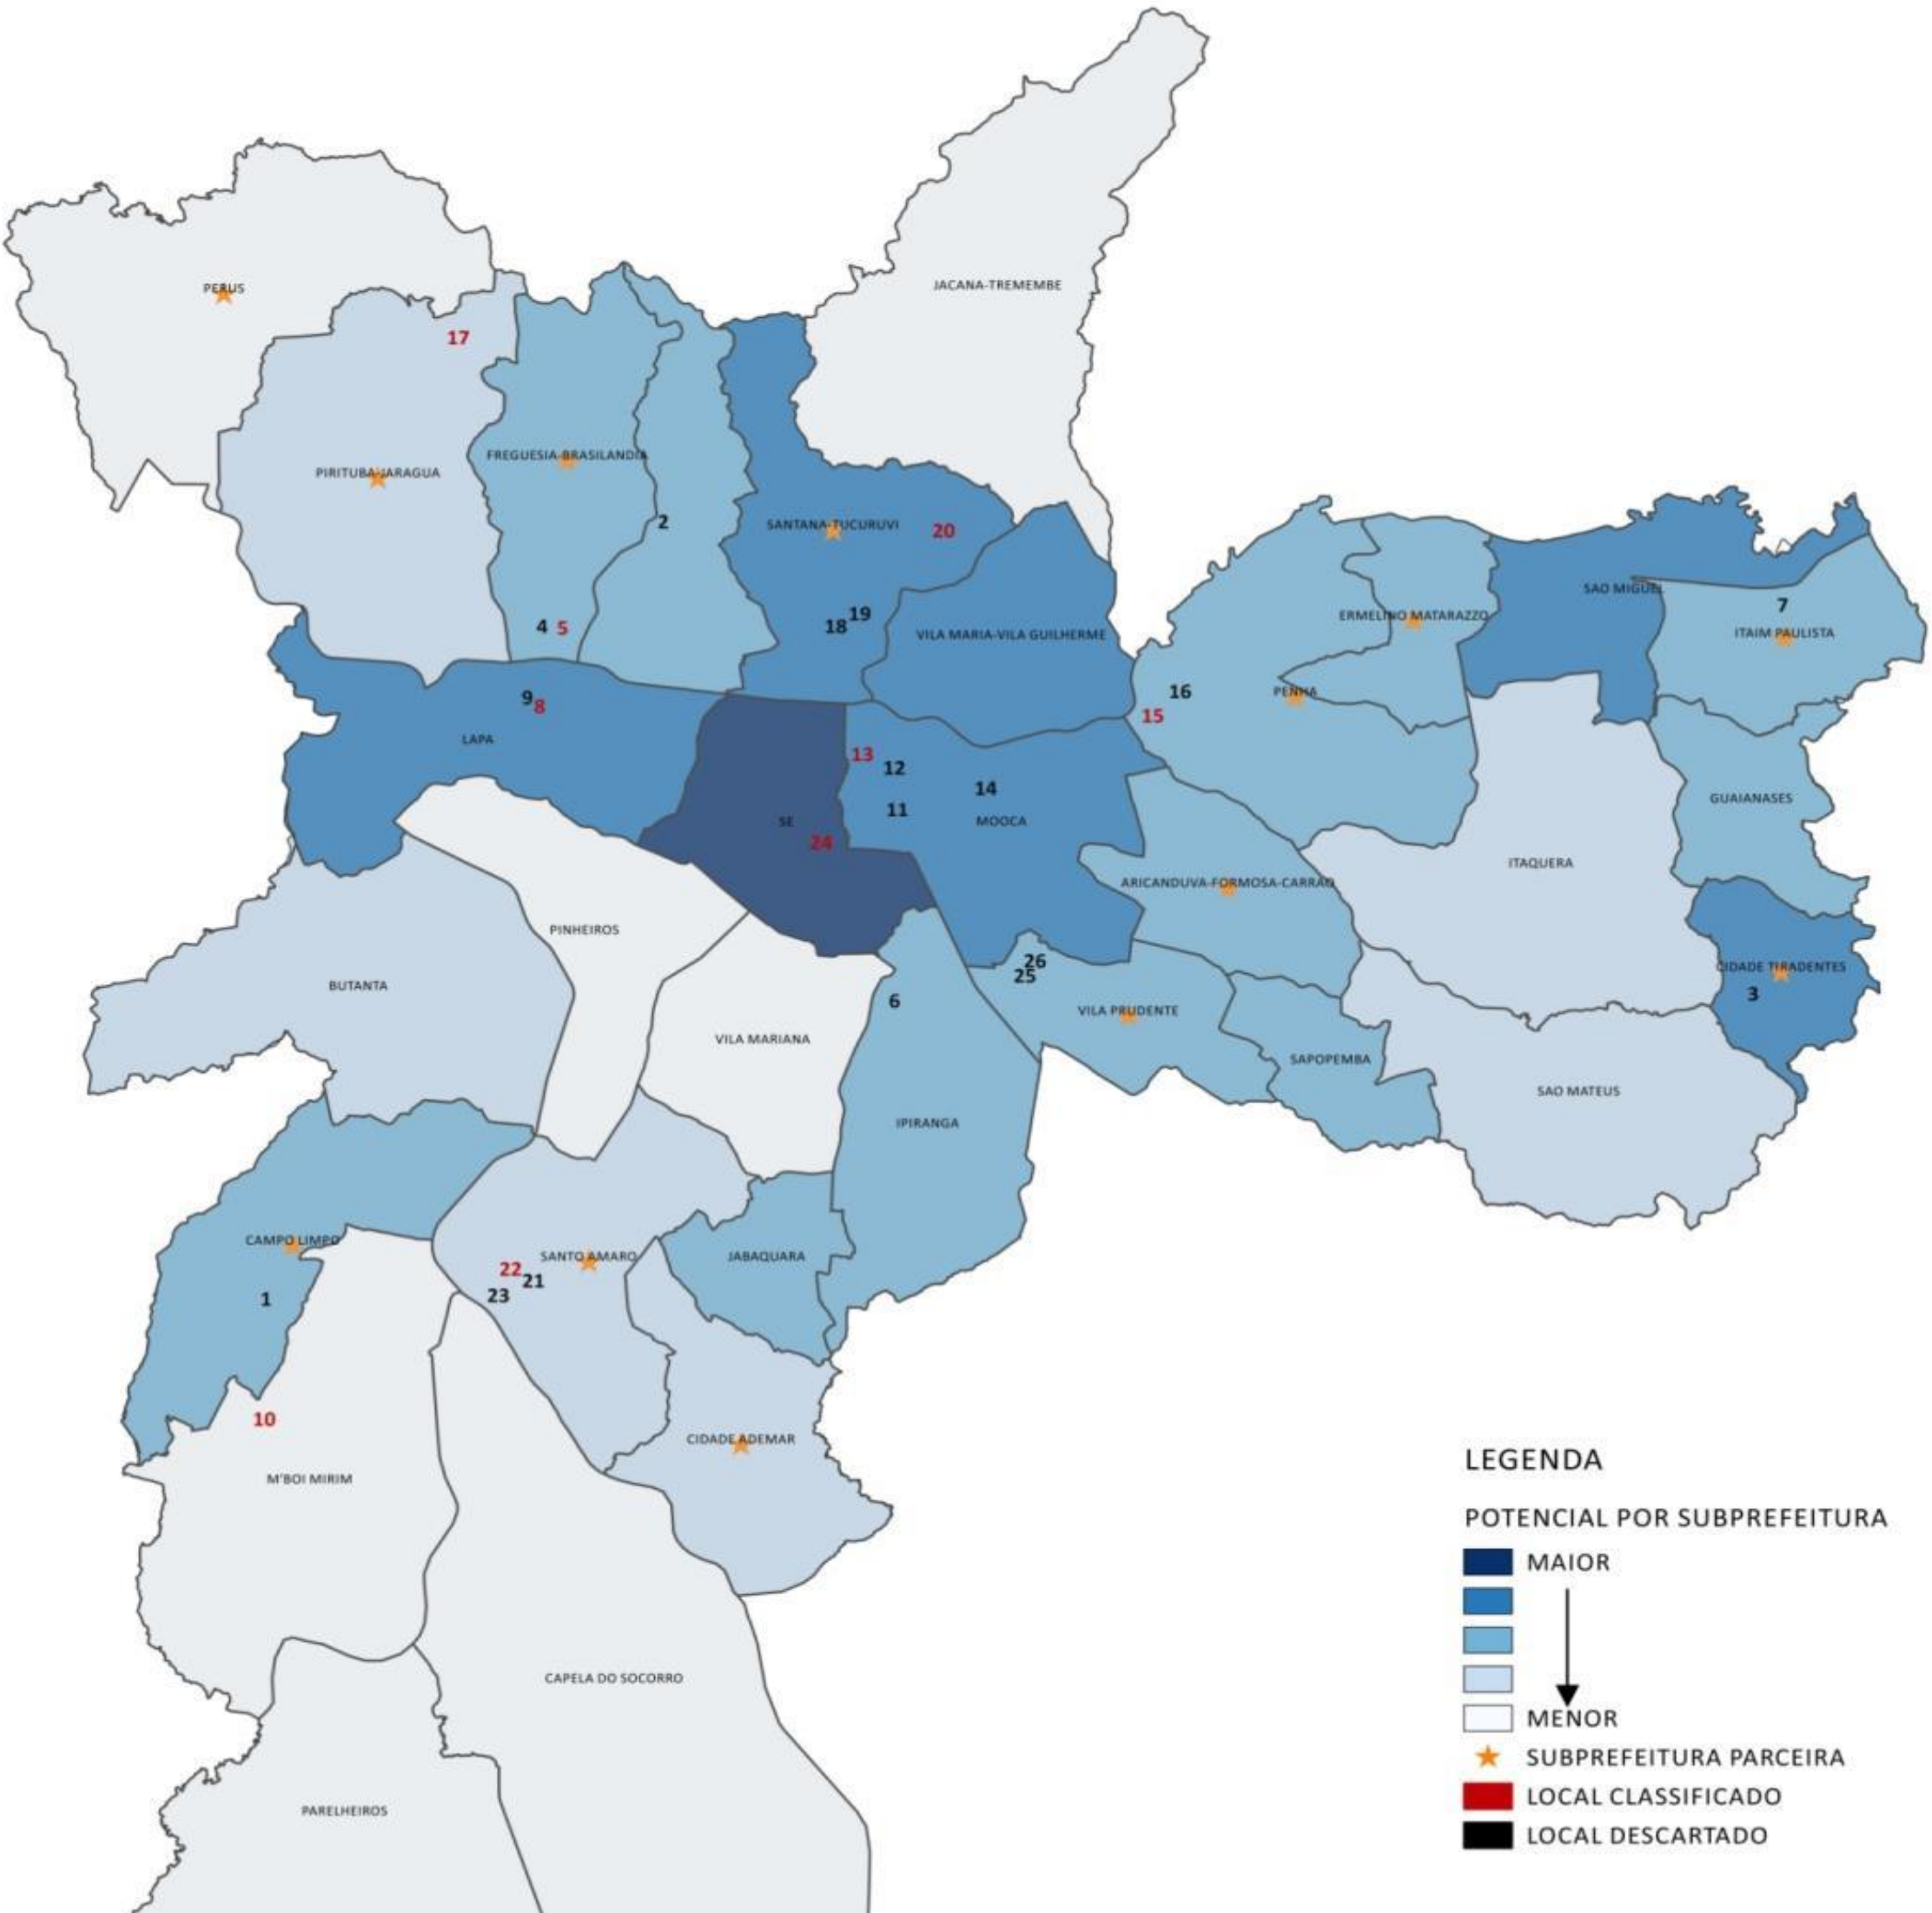 JACANA-TREMEMBE
PERUS
17
FREGUESIA-BRASILANDIA
PIRITUBA-JARAGUA
2
SANTANA-TUCURUVI
20
SAO MIGUEL
7
ERMELINO MATARAZZO
ITAIM PAULISTA
4 5
18 19
VILA MARIA-VILA GUILHERME
9 8
16
PENHA
15
LAPA
13
12
14
11
SE
MOOCA
24
GUAIANASES
ITAQUERA
ARICANDUVA-FORMOSA-CARRAO
PINHEIROS
26
25
CIDADE TIRADENTES
3
BUTANTA
6
VILA PRUDENTE
VILA MARIANA
SAPOPEMBA
SAO MATEUS
IPIRANGA
CAMPO LIMPO
1
SANTO AMARO
22
21
23
JABAQUARA
10
CIDADE ADEMAR
M'BOI MIRIM
CAPELA DO SOCORRO
PARELHEIROS
LEGENDA
POTENCIAL POR SUBPREFEITURA
MAIOR
MENOR
SUBPREFEITURA PARCEIRA
LOCAL CLASSIFICADO
LOCAL DESCARTADO